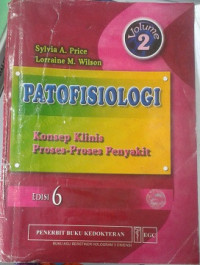 Sylvia A. Price
Lorraine M. Wilson
Volume
2
PATOFISIOLOGI
Konsep Klinis
Proses-Proses Penyakit
EDISI 6
PENERBIT BUKU KEDOKTERAN EGC